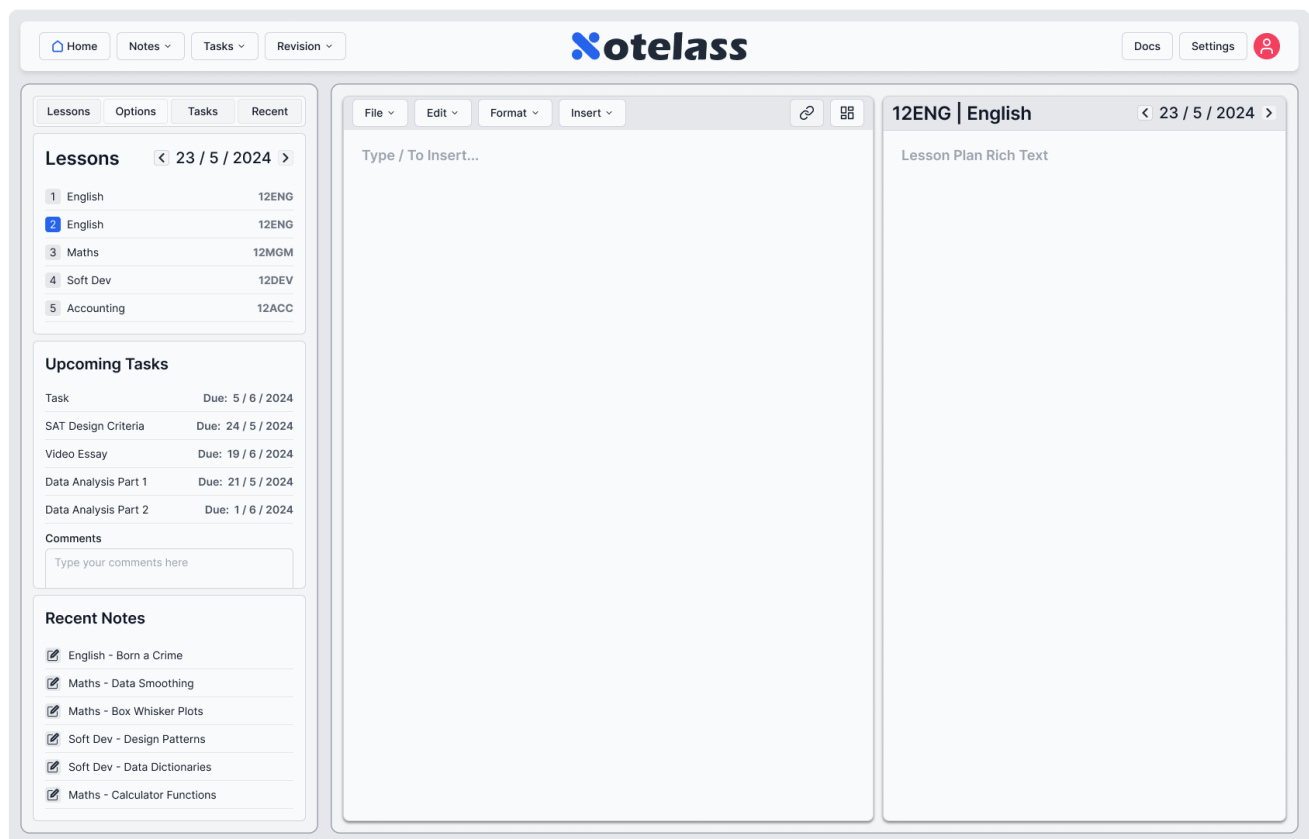 Home Notes Tasks Revision Notelass Docs Settings
Lessons Options Tasks Recent
Lessons 23 / 5 / 2024
1 English 12ENG
2 English 12ENG
3 Maths 12MGM
4 Soft Dev 12DEV
5 Accounting 12ACC
Upcoming Tasks
Task Due: 5 / 6 / 2024
SAT Design Criteria Due: 24 / 5 / 2024
Video Essay Due: 19 / 6 / 2024
Data Analysis Part 1 Due: 21 / 5 / 2024
Data Analysis Part 2 Due: 1 / 6 / 2024
Comments
Type your comments here
Recent Notes
English - Born a Crime
Maths - Data Smoothing
Maths - Box Whisker Plots
Soft Dev - Design Patterns
Soft Dev - Data Dictionaries
Maths - Calculator Functions
File Edit Format Insert
Type / To Insert...
12ENG | English 23 / 5 / 2024
Lesson Plan Rich Text